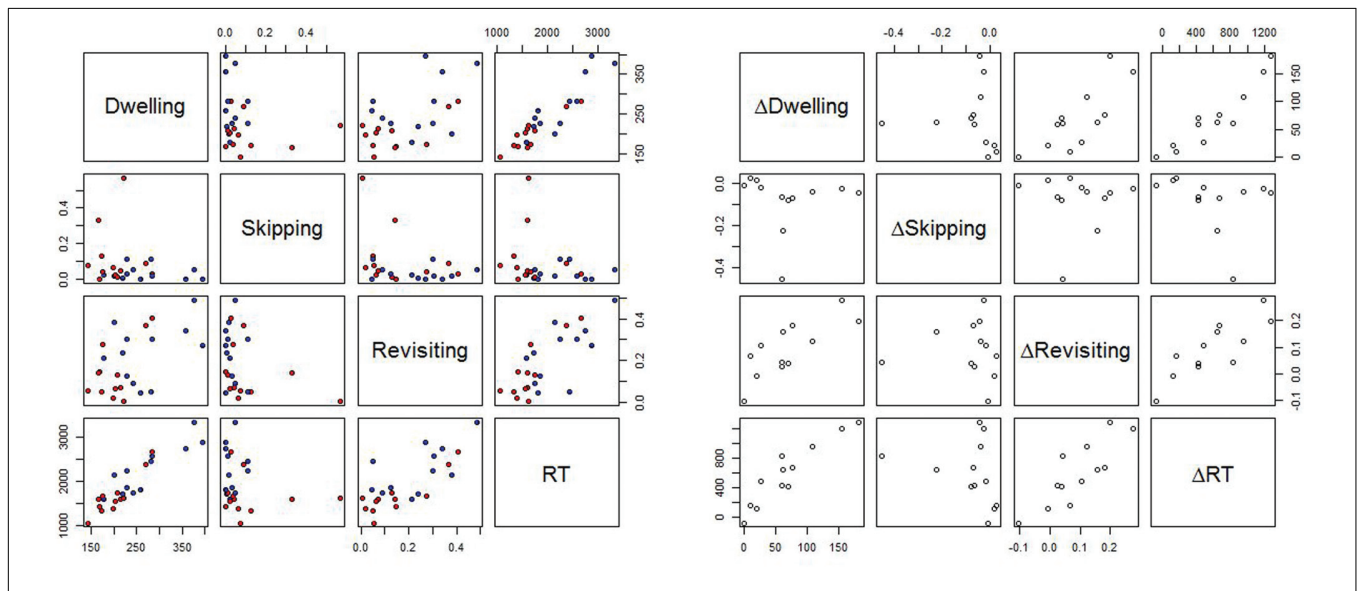 0.0 0.2 0.4
1000 2000 3000
-0.4 -0.2 0.0
0 400 800 1200
Dwelling
150 250 350
ΔDwelling
0 50 100 150
0.0 0.2 0.4
Skipping
-0.4 -0.2 0.0
ΔSkipping
Revisiting
0.0 0.2 0.4
ΔRevisiting
-0.1 0.0 0.1 0.2
1000 2000 3000
RT
0 400 800
ΔRT
150 250 350
0.0 0.2 0.4
0 50 100 150
-0.1 0.0 0.1 0.2